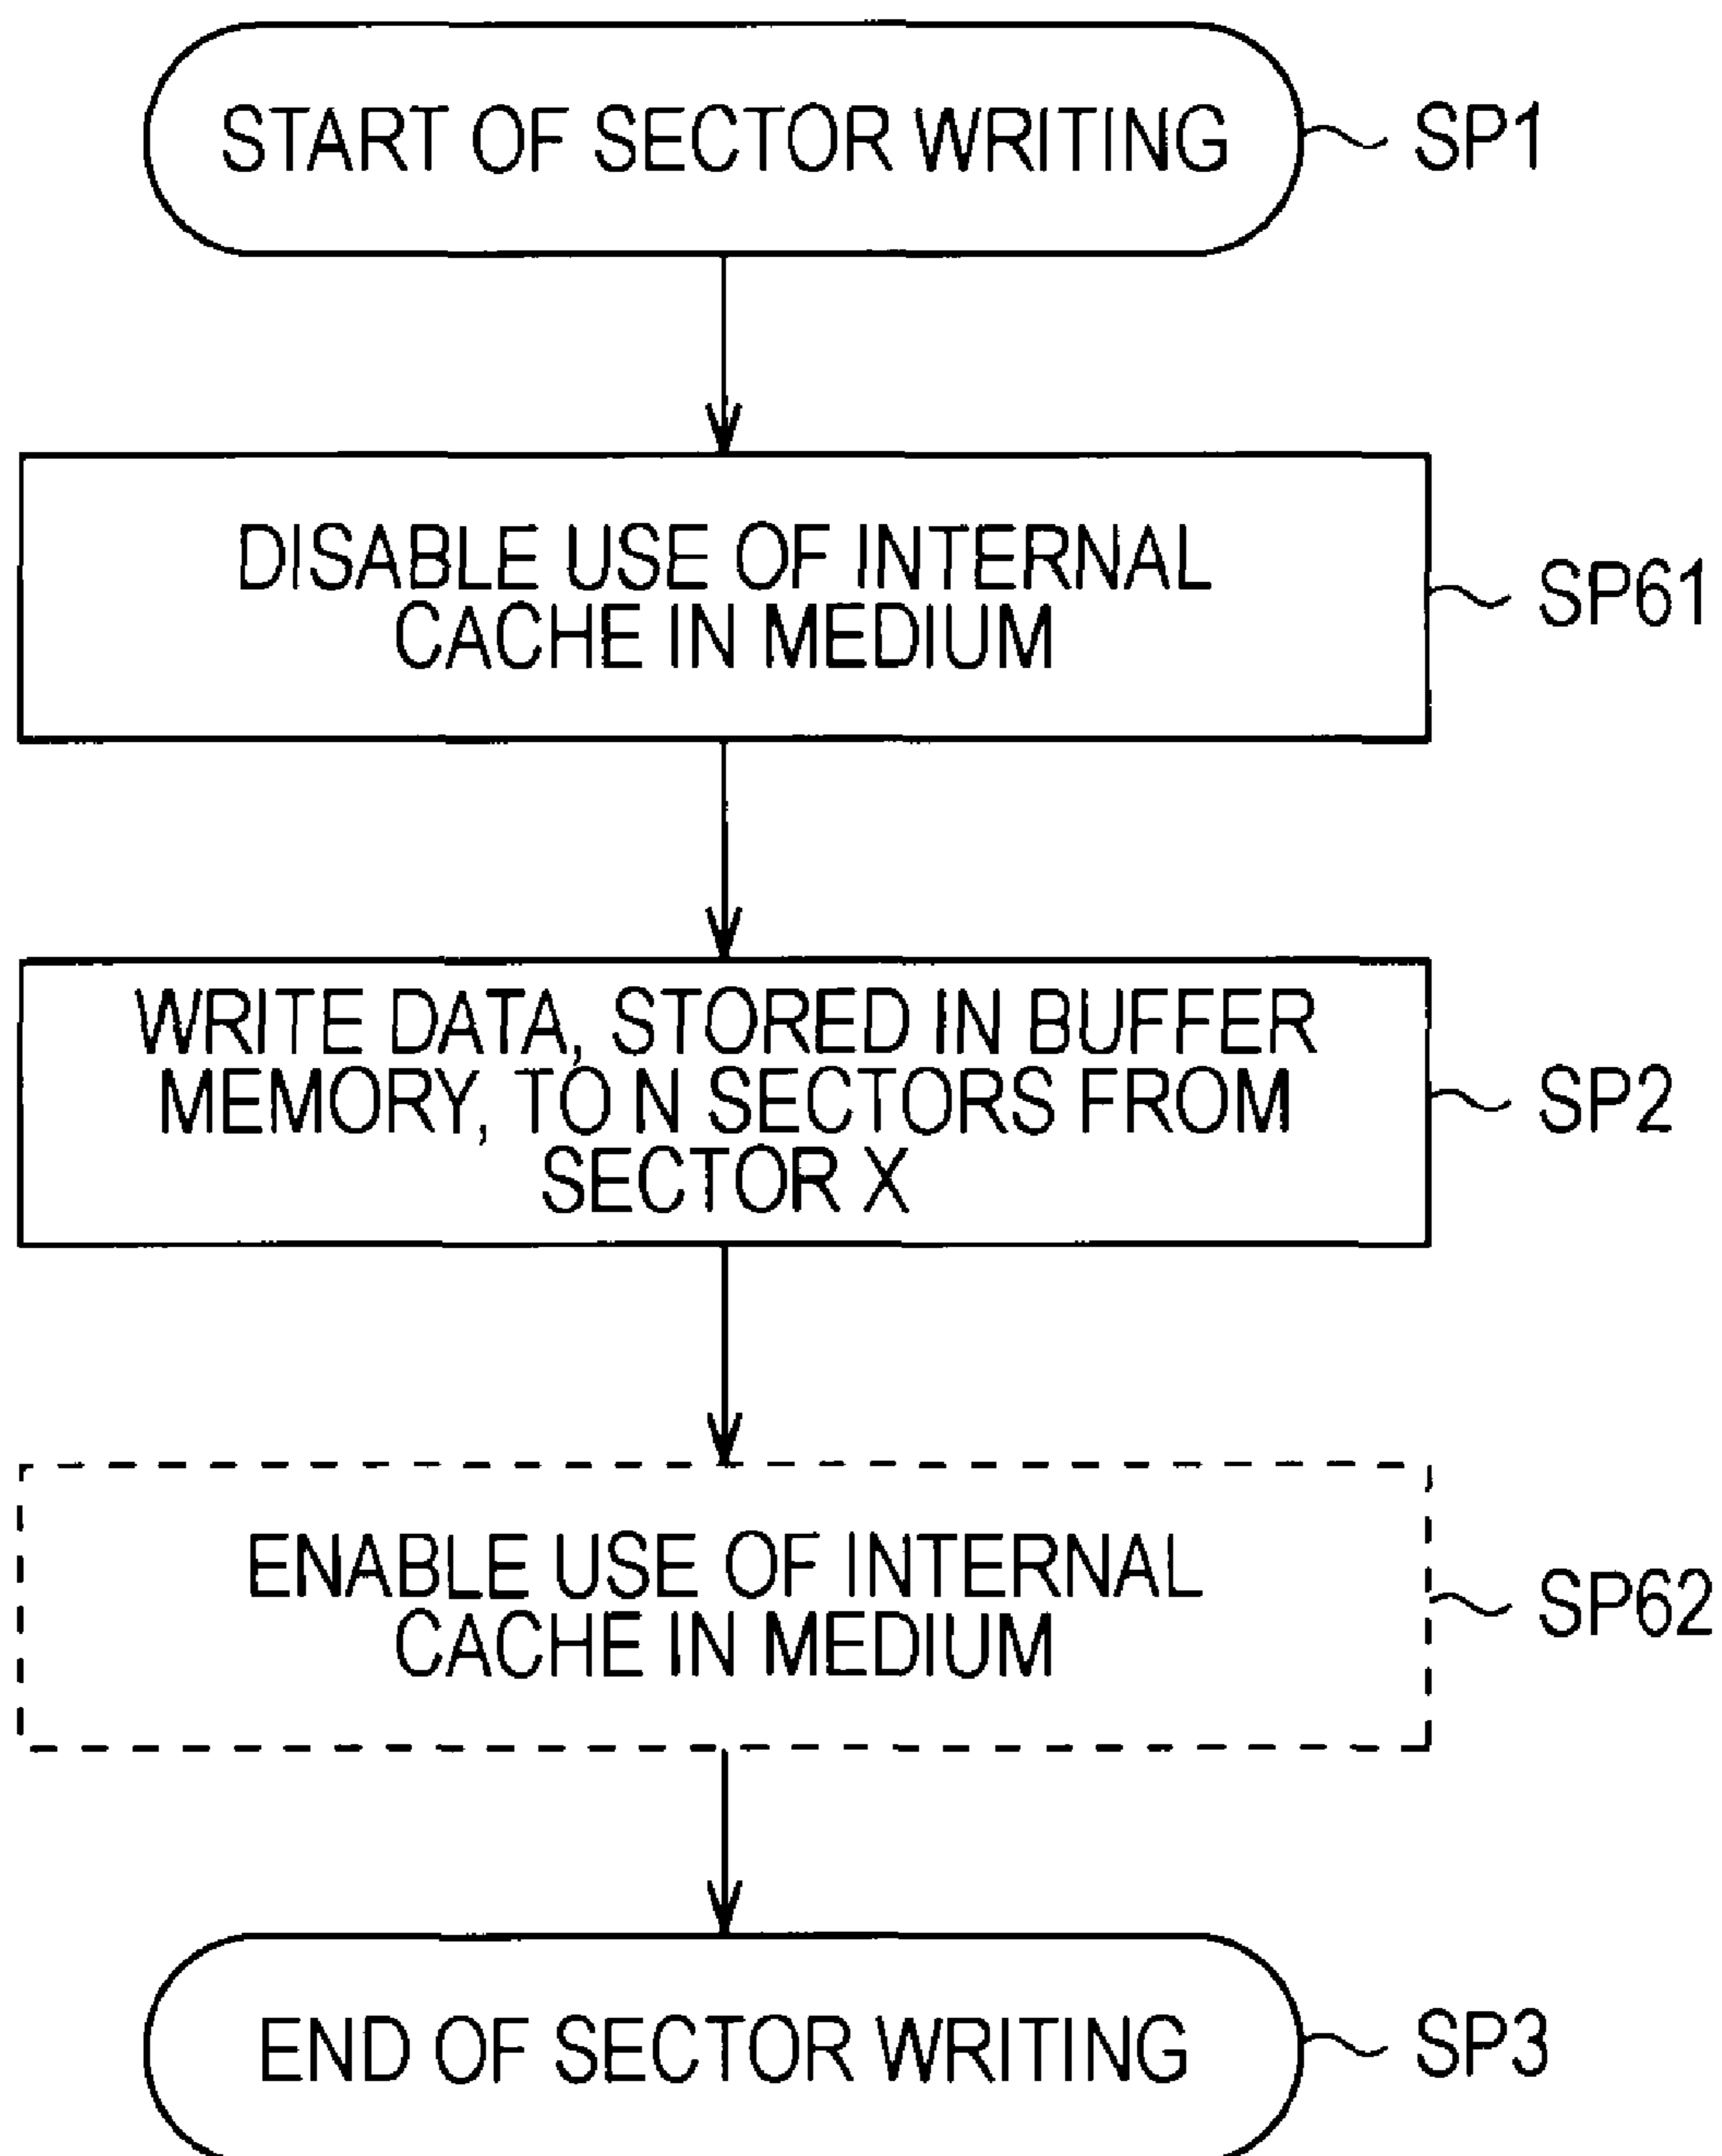 START OF SECTOR WRITING
SP1
DISABLE USE OF INTERNAL
CACHE IN MEDIUM
SP61
WRITE DATA, STORED IN BUFFER
MEMORY, TO N SECTORS FROM
SECTOR X
SP2
ENABLE USE OF INTERNAL
CACHE IN MEDIUM
SP62
END OF SECTOR WRITING
SP3